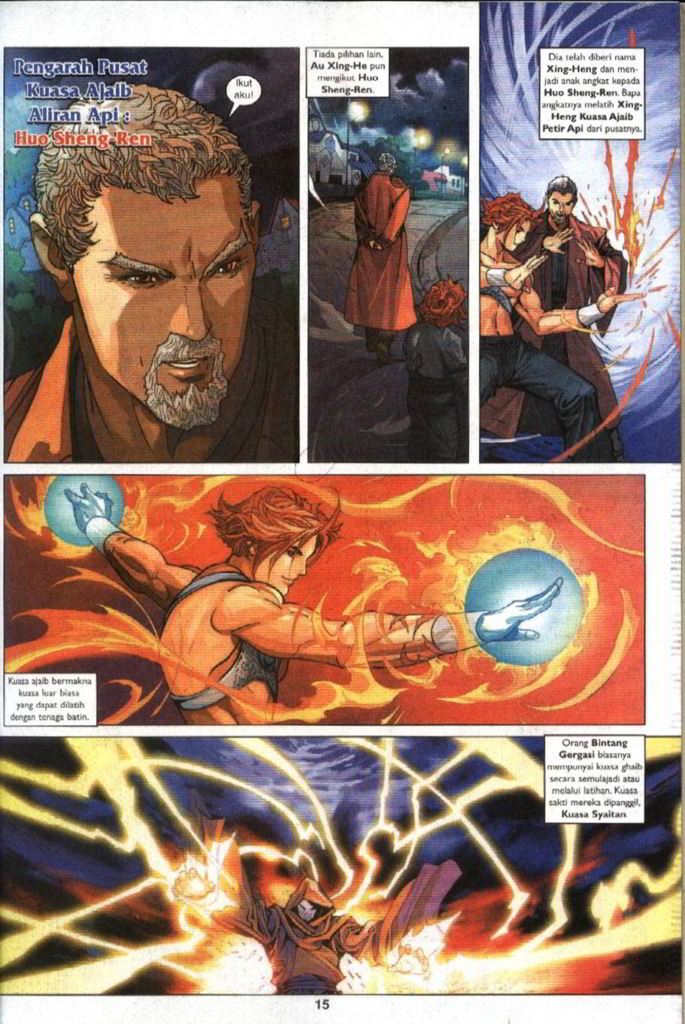 Pengarah Pusat
Kuasa Ajaib
Aliran Api :
Huo Sheng-Ren
Ikut
aku!
Tiada pilihan lain,
Au Xing-He pun
mengikut Huo
Sheng-Ren.
Dia telah diberi nama
Xing-Heng dan men-
jadi anak angkat kepada
Huo Sheng-Ren. Bapa
angkatnya melatih Xing-
Heng Kuasa Ajaib
Petir Api dari pusatnya.
Kuasa ajaib bermakna
kuasa luar biasa
yang dapat dilatih
dengan tenaga batin.
Orang Bintang
Gergasi biasanya
mempunyai kuasa ghaib
secara semulajadi atau
melalui latihan. Kuasa
sakti mereka dipanggil,
Kuasa Syaitan.
15